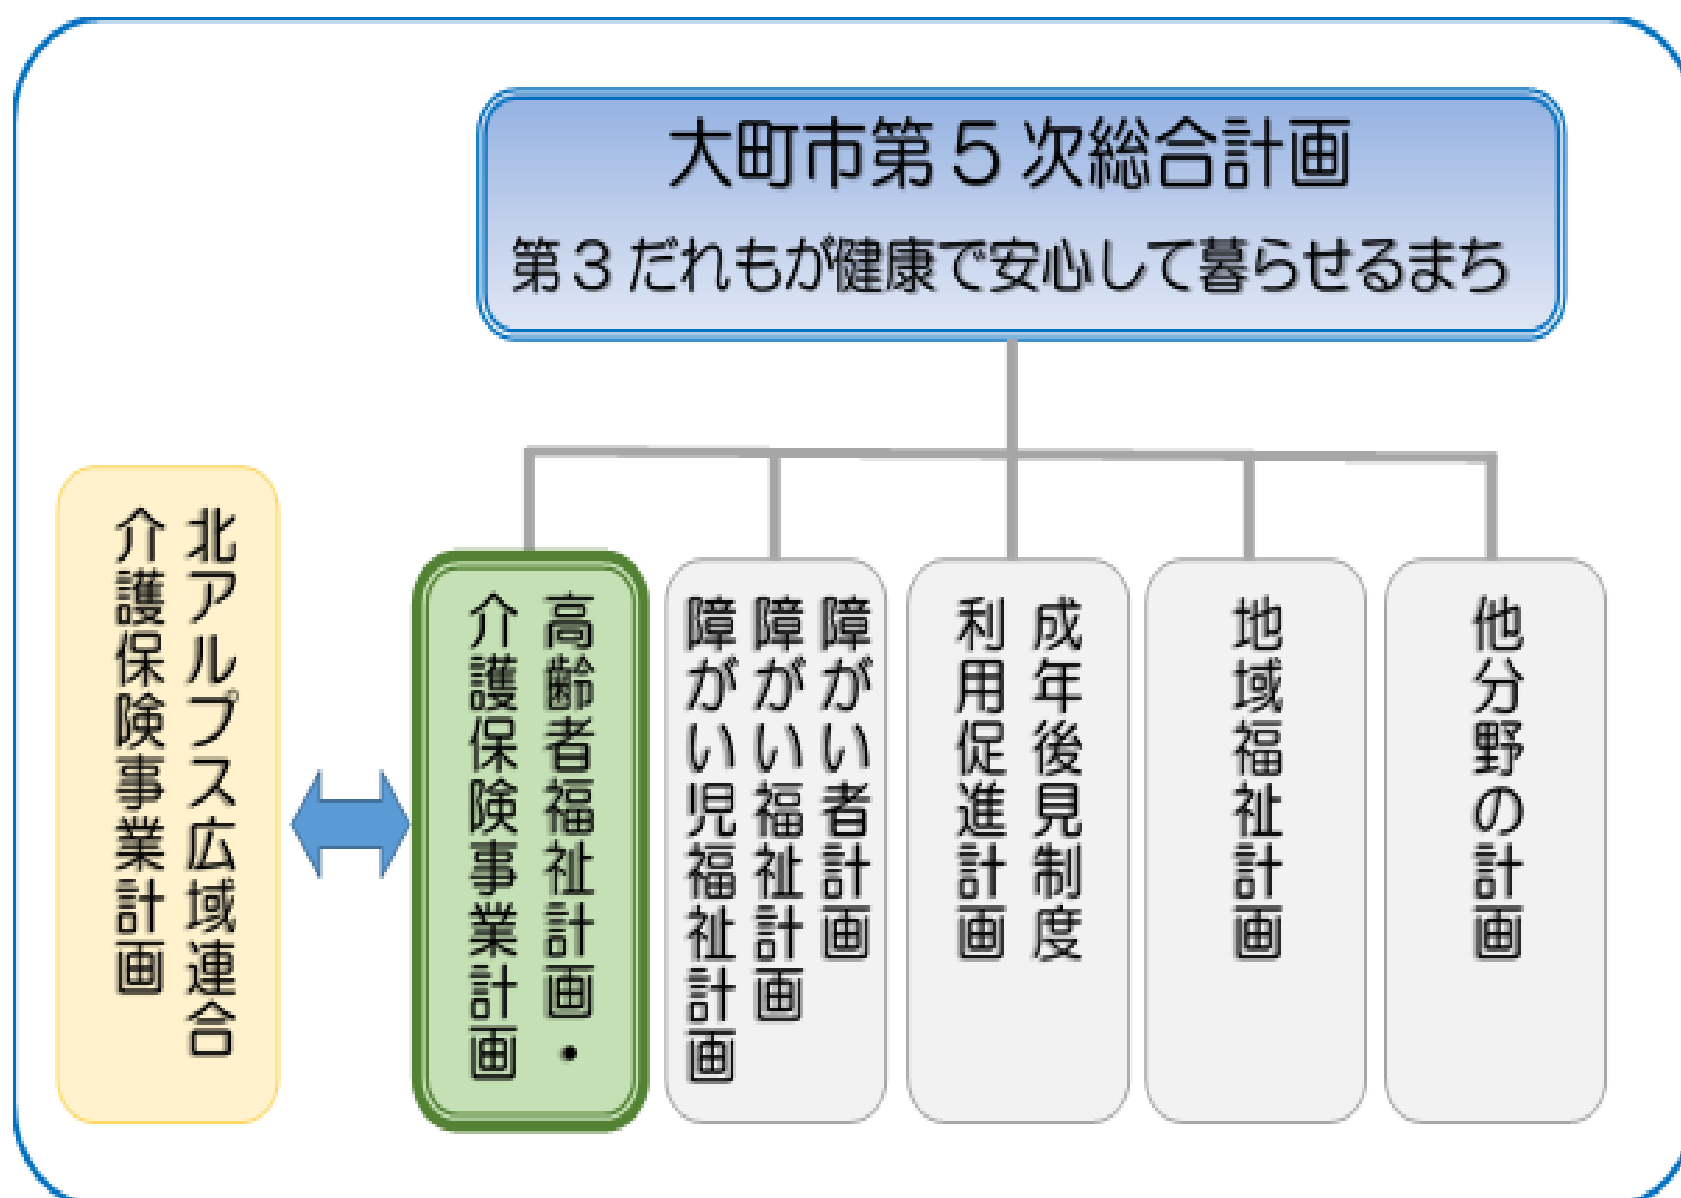 大町市第５次総合計画
第３だれもが健康で安心して暮らせるまち
北アルプス広域連合
介護保険事業計画
高齢者福祉計画・
介護保険事業計画
障がい者計画
障がい福祉計画
障がい児福祉計画
成年後見制度
利用促進計画
地域福祉計画
他分野の計画